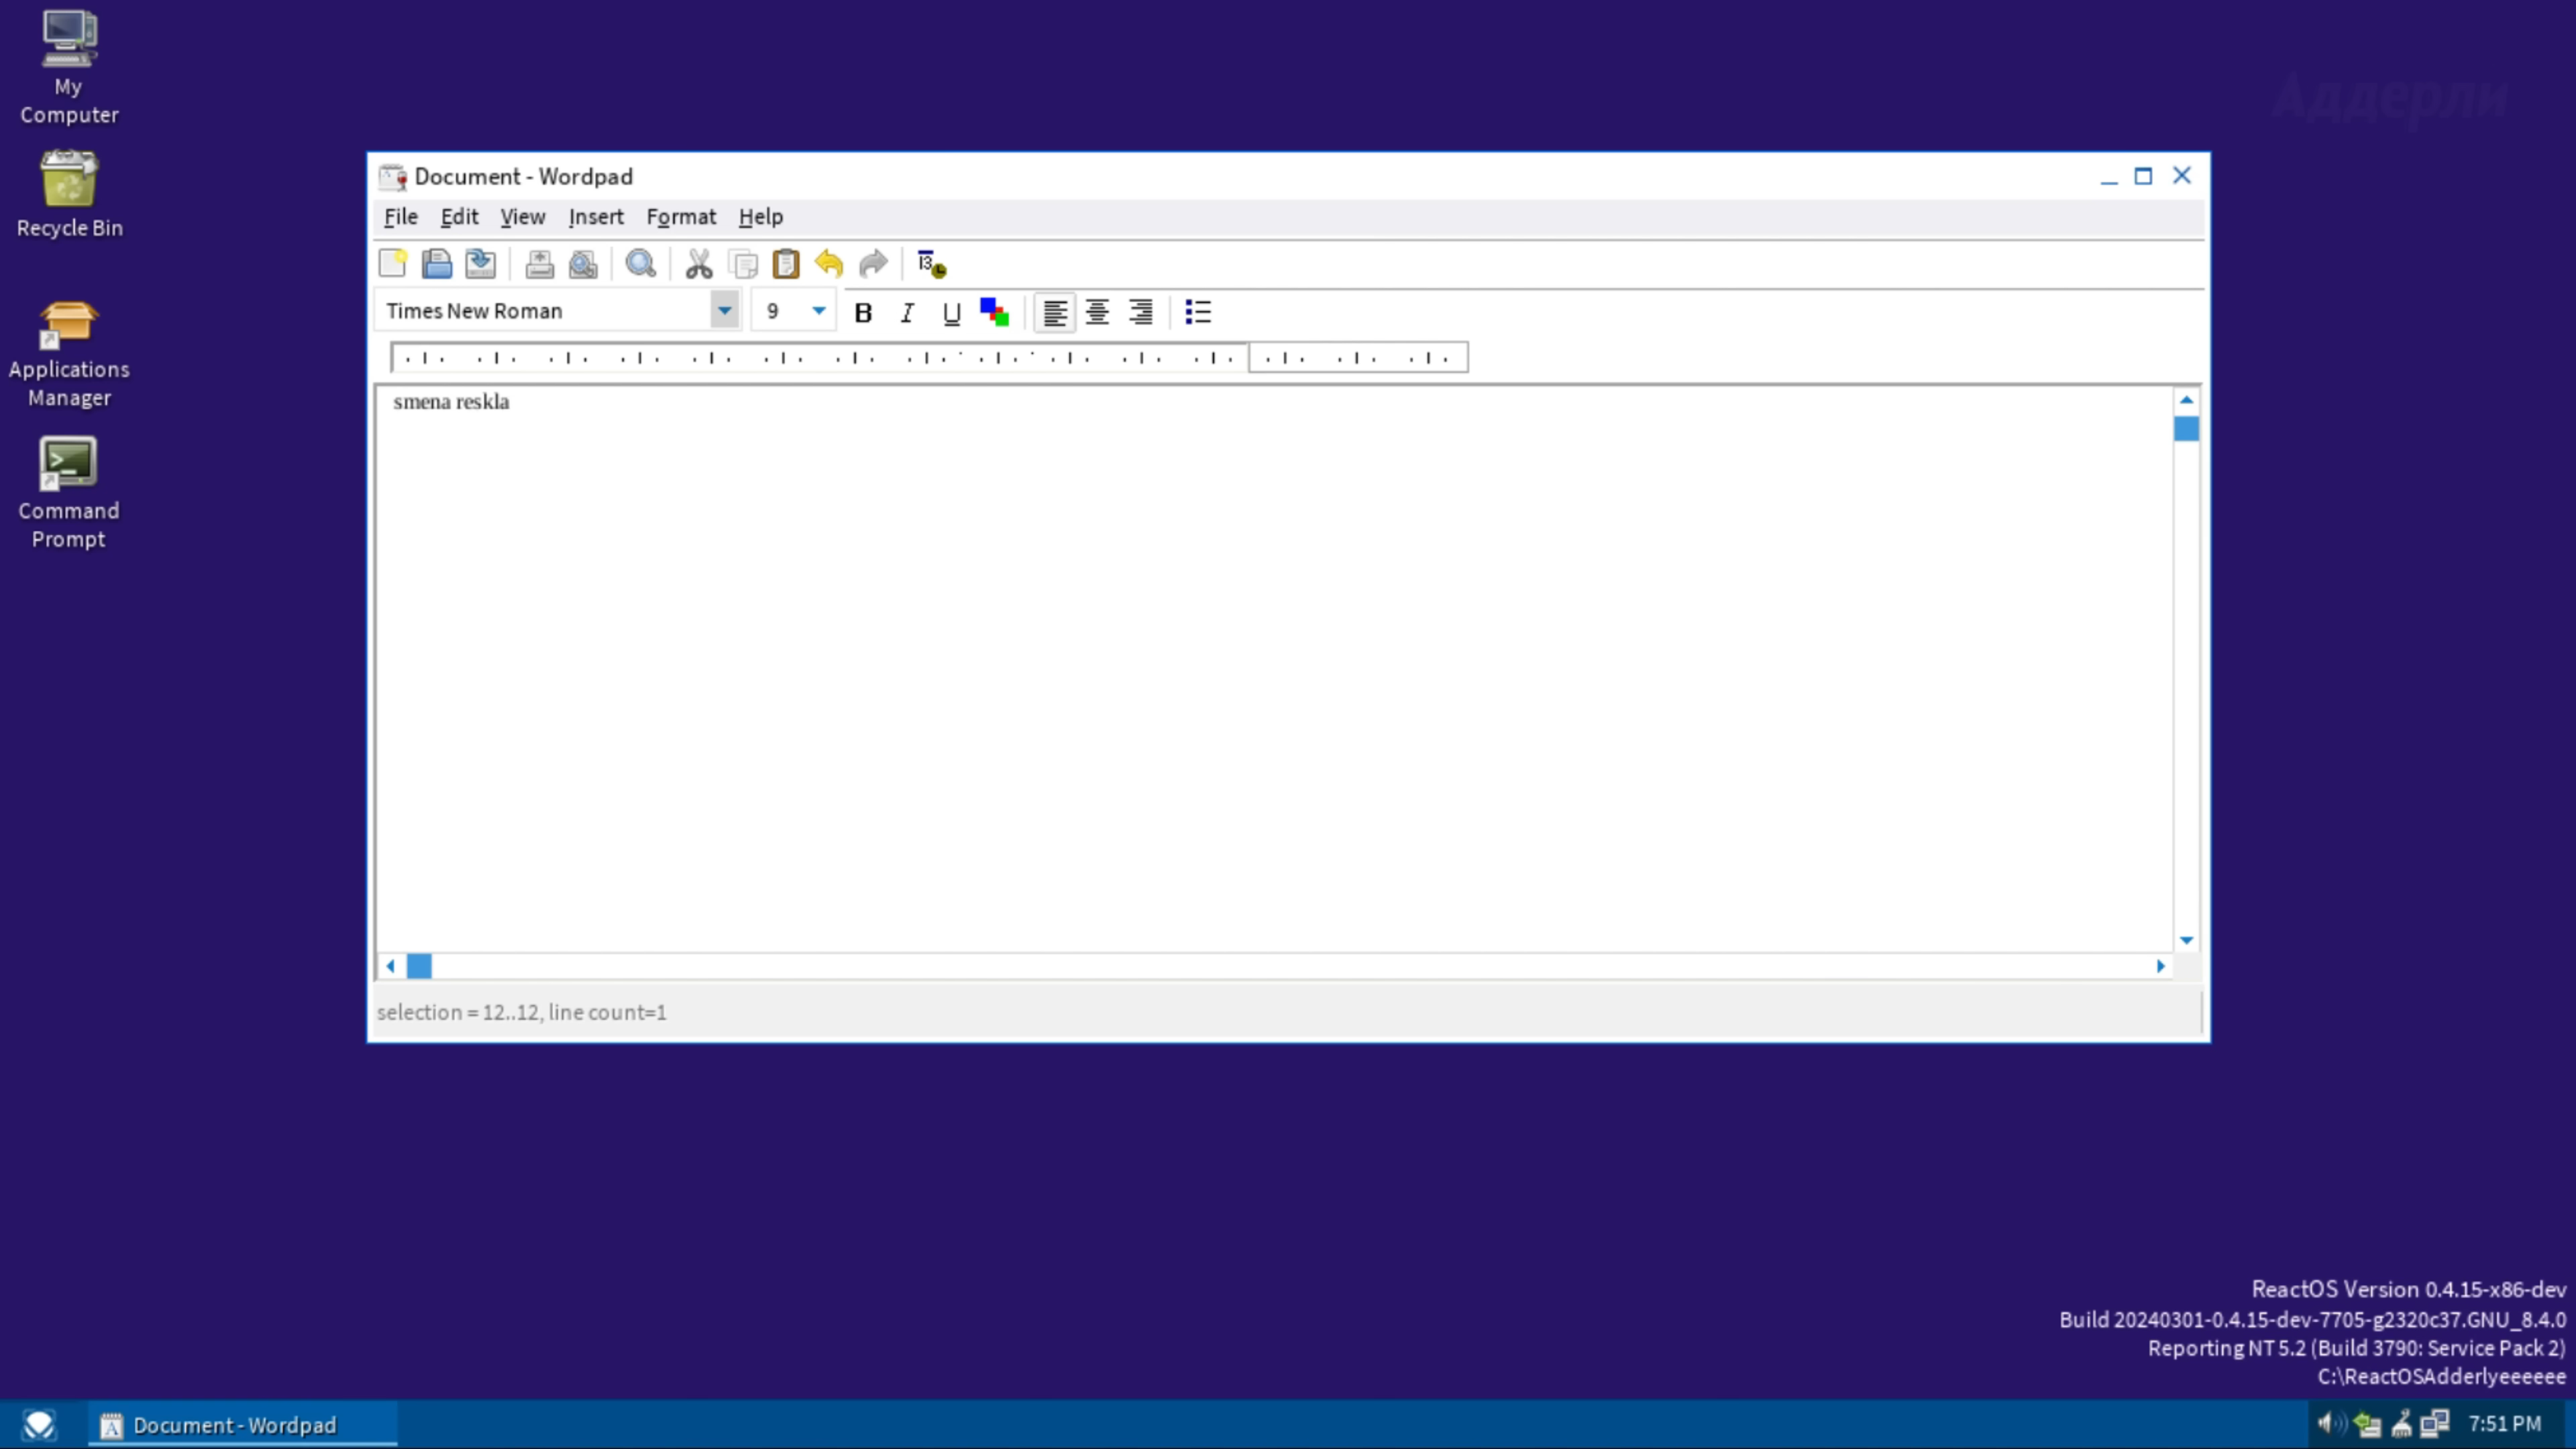 My
Computer
Recycle Bin
Applications
Manager
Command
Prompt
Аддерли
Document - Wordpad
File Edit View Insert Format Help
Times New Roman 9 B I U
smena reskla
selection = 12..12, line count=1
ReactOS Version 0.4.15-x86-dev
Build 20240301-0.4.15-dev-7705-g2320c37.GNU_8.4.0
Reporting NT 5.2 (Build 3790: Service Pack 2)
C:\ReactOSAdderlyeeeeee
Document - Wordpad
7:51 PM